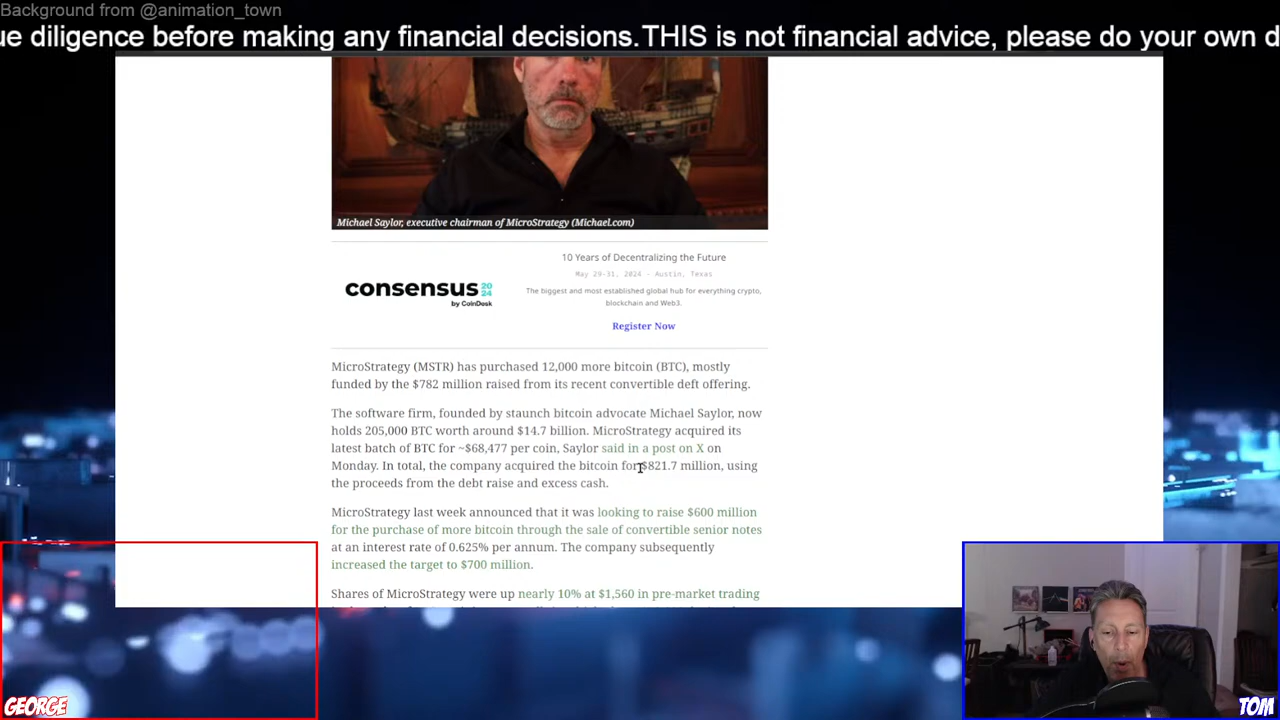 Background from @animation_town
ue diligence before making any financial decisions.THIS is not financial advice, please do your own d
Michael Saylor, executive chairman of MicroStrategy (Michael.com)
10 Years of Decentralizing the Future
May 29-31, 2024 - Austin, Texas
consensus 2024
by CoinDesk
The biggest and most established global hub for everything crypto,
blockchain and Web3.
Register Now
MicroStrategy (MSTR) has purchased 12,000 more bitcoin (BTC), mostly
funded by the $782 million raised from its recent convertible deft offering.
The software firm, founded by staunch bitcoin advocate Michael Saylor, now
holds 205,000 BTC worth around $14.7 billion. MicroStrategy acquired its
latest batch of BTC for ~$68,477 per coin, Saylor said in a post on X on
Monday. In total, the company acquired the bitcoin for $821.7 million, using
the proceeds from the debt raise and excess cash.
MicroStrategy last week announced that it was looking to raise $600 million
for the purchase of more bitcoin through the sale of convertible senior notes
at an interest rate of 0.625% per annum. The company subsequently
increased the target to $700 million.
Shares of MicroStrategy were up nearly 10% at $1,560 in pre-market trading
GEORGE
TOM